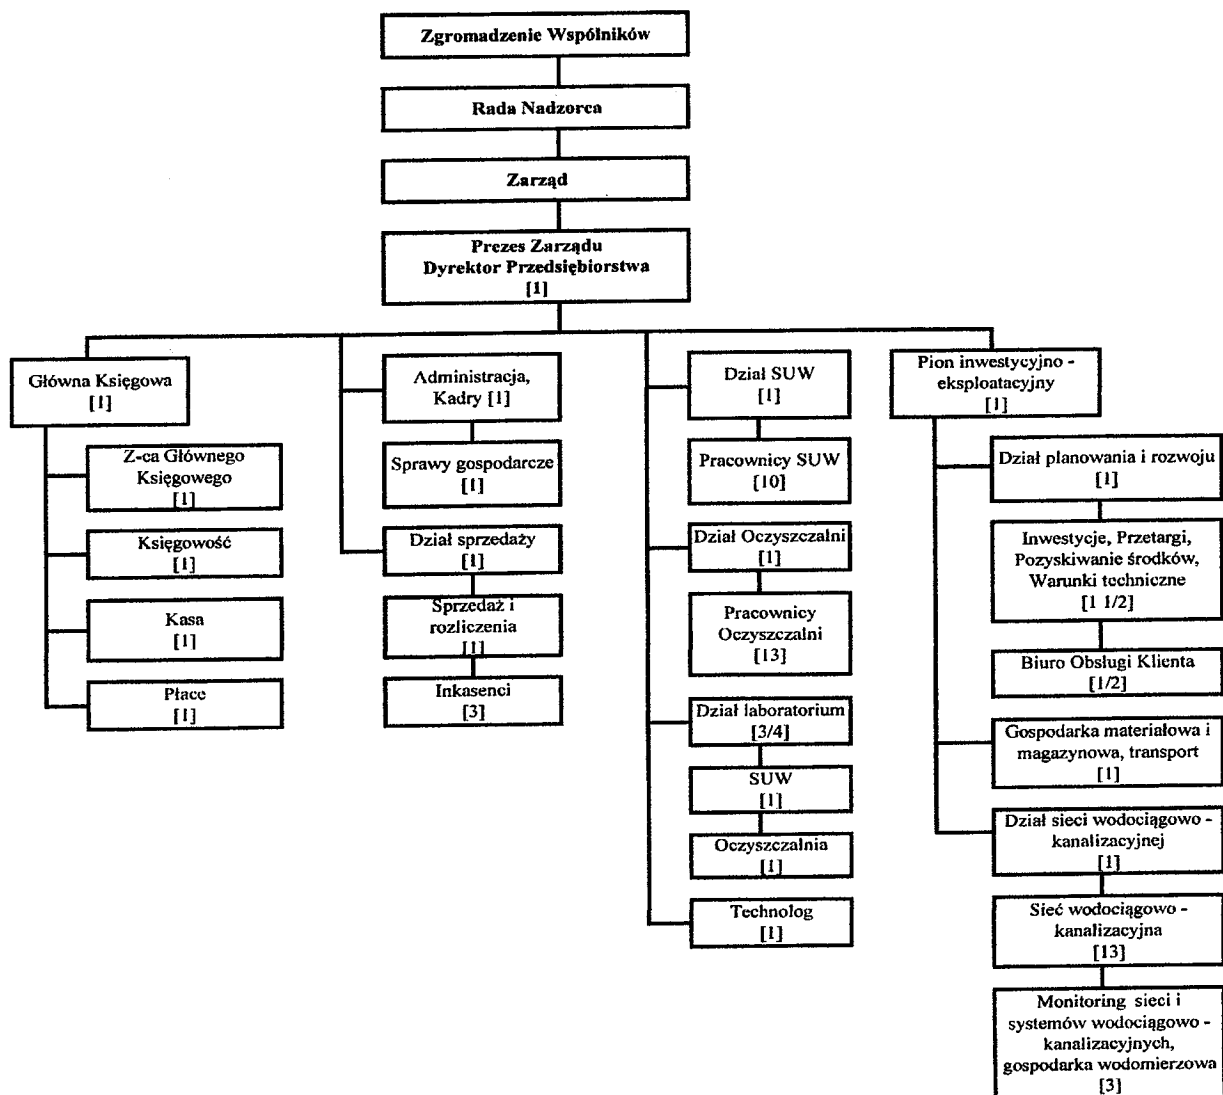 Zgromadzenie Wspólników
Rada Nadzorca
Zarząd
Prezes Zarządu
Dyrektor Przedsiębiorstwa
[1]
Główna Księgowa
[1]
Z-ca Głównego
Księgowego
[1]
Księgowość
[1]
Kasa
[1]
Płace
[1]
Administracja,
Kadry [1]
Sprawy gospodarcze
[1]
Dział sprzedaży
[1]
Sprzedaż i
rozliczenia
[1]
Inkasenci
[3]
Dział SUW
[1]
Pracownicy SUW
[10]
Dział Oczyszczalni
[1]
Pracownicy
Oczyszczalni
[13]
Dział laboratorium
[3/4]
SUW
[1]
Oczyszczalnia
[1]
Technolog
[1]
Pion inwestycyjno -
eksploatacyjny
[1]
Dział planowania i rozwoju
[1]
Inwestycje, Przetargi,
Pozyskiwanie środków,
Warunki techniczne
[1 1/2]
Biuro Obsługi Klienta
[1/2]
Gospodarka materiałowa i
magazynowa, transport
[1]
Dział sieci wodociągowo -
kanalizacyjnej
[1]
Sieć wodociągowo -
kanalizacyjna
[13]
Monitoring sieci i
systemów wodociągowo -
kanalizacyjnych,
gospodarka wodomierzowa
[3]